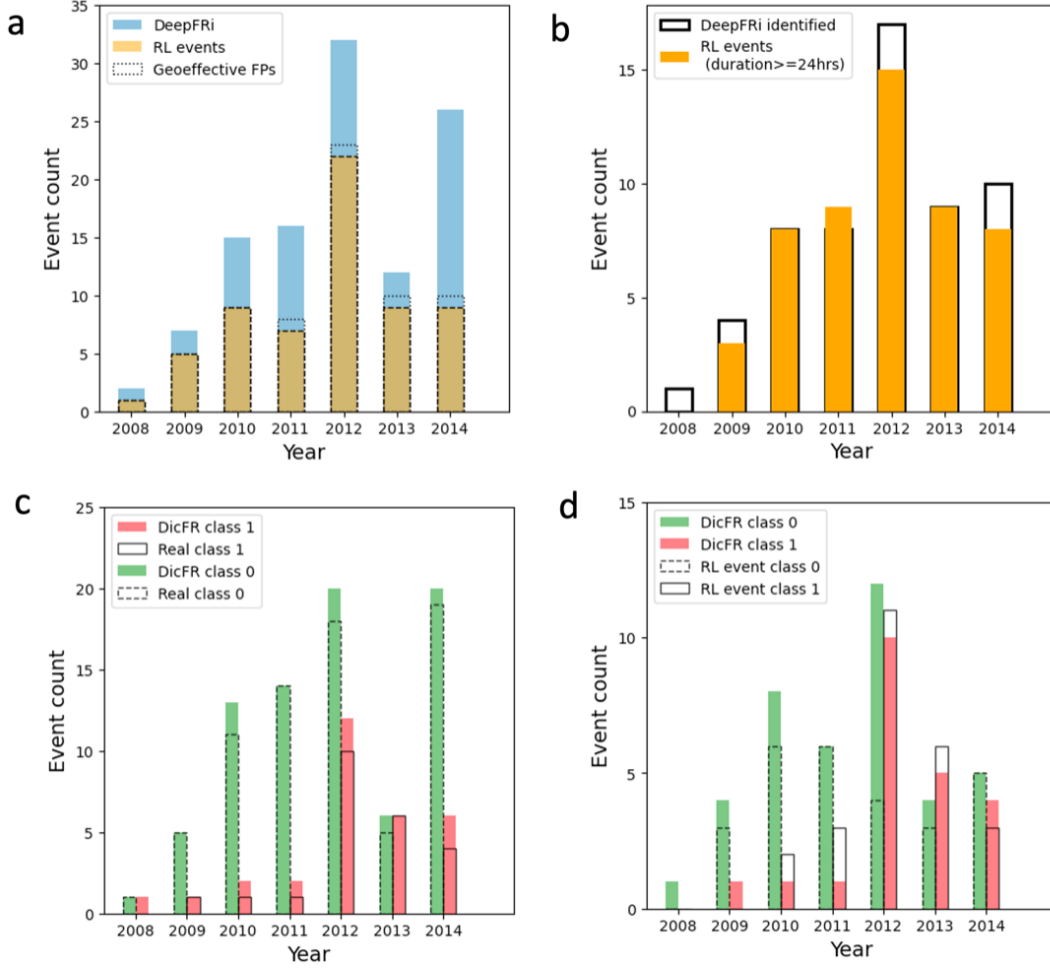 a
DeepFRi
RL events
Geoeffective FPs
35
30
25
20
15
10
5
0
Event count
2008 2009 2010 2011 2012 2013 2014
Year
b
DeepFRi identified
RL events
(duration>=24hrs)
15
10
5
0
Event count
2008 2009 2010 2011 2012 2013 2014
Year
c
DicFR class 1
Real class 1
DicFR class 0
Real class 0
25
20
15
10
5
0
Event count
2008 2009 2010 2011 2012 2013 2014
Year
d
DicFR class 0
DicFR class 1
RL event class 0
RL event class 1
15
10
5
0
Event count
2008 2009 2010 2011 2012 2013 2014
Year